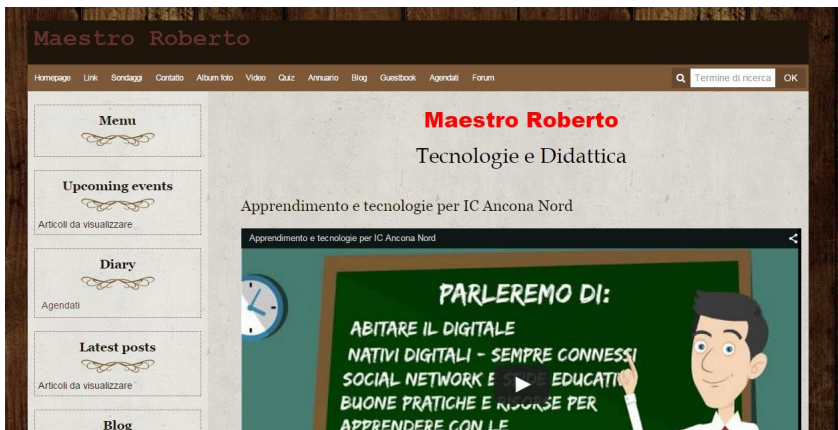 Maestro Roberto
Homepage Link Sondaggi Contatto Album foto Video Quiz Annuario Blog Guestbook Agendati Forum Termine di ricerca OK
Menu
Upcoming events
Articoli da visualizzare
Diary
Agendati
Latest posts
Articoli da visualizzare
Blog
Maestro Roberto
Tecnologie e Didattica
Apprendimento e tecnologie per IC Ancona Nord
Apprendimento e tecnologie per IC Ancona Nord
PARLEREMO DI:
ABITARE IL DIGITALE
NATIVI DIGITALI - SEMPRE CONNESSI
SOCIAL NETWORK E
BUONE PRATICHE E RISORSE PER
APPRENDERE CON LE